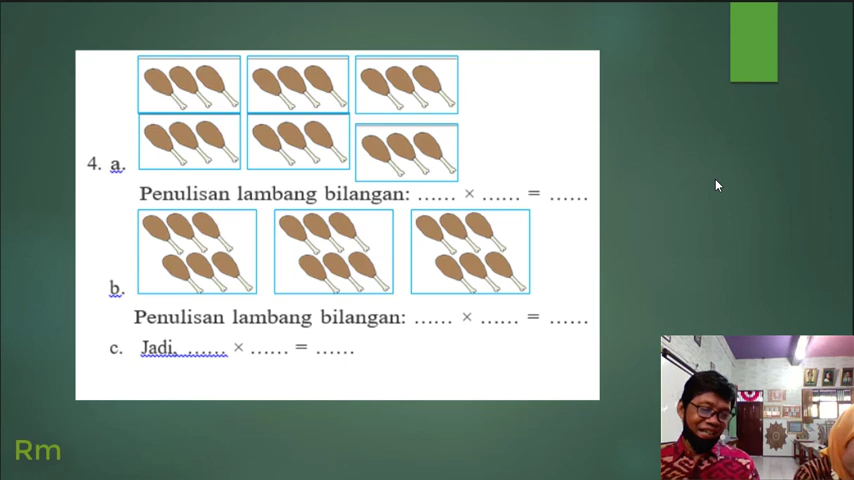 4. a.
Penulisan lambang bilangan: ...... × ...... = ......
b.
Penulisan lambang bilangan: ...... × ...... = ......
c. Jadi, ...... × ...... = ......
Rm